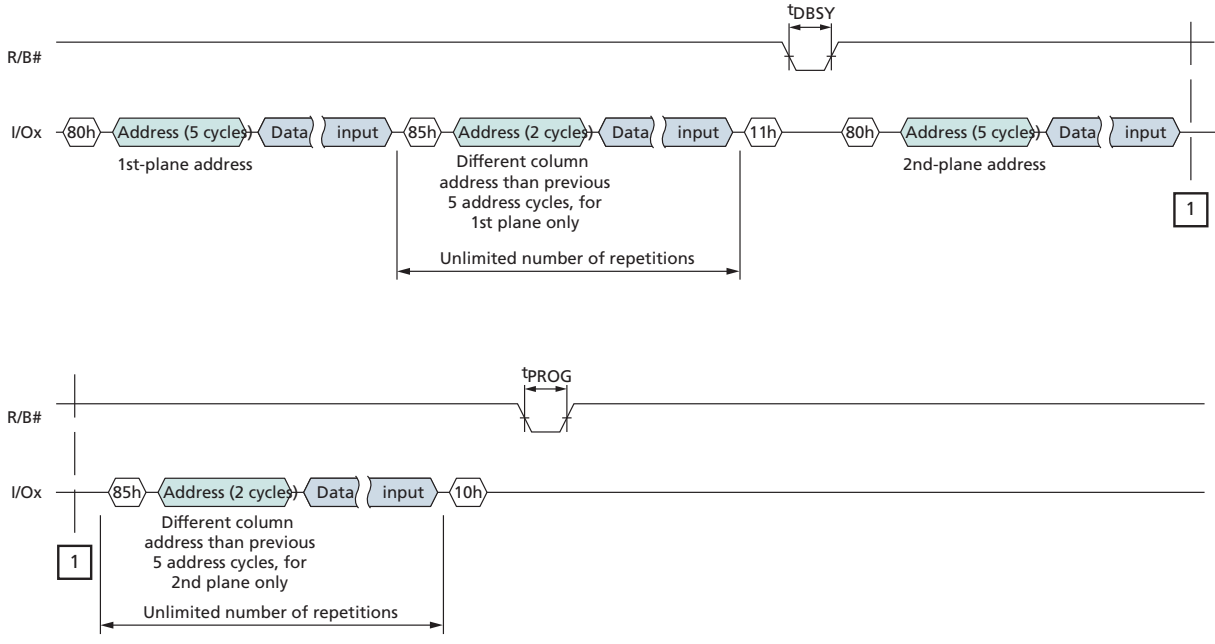 tDBSY
R/B#
I/Ox 80h Address (5 cycles) Data input 85h Address (2 cycles) Data input 11h 80h Address (5 cycles) Data input
1st-plane address
Different column
address than previous
5 address cycles, for
1st plane only
2nd-plane address
1
Unlimited number of repetitions
tPROG
R/B#
I/Ox 85h Address (2 cycles) Data input 10h
Different column
address than previous
5 address cycles, for
2nd plane only
1
Unlimited number of repetitions